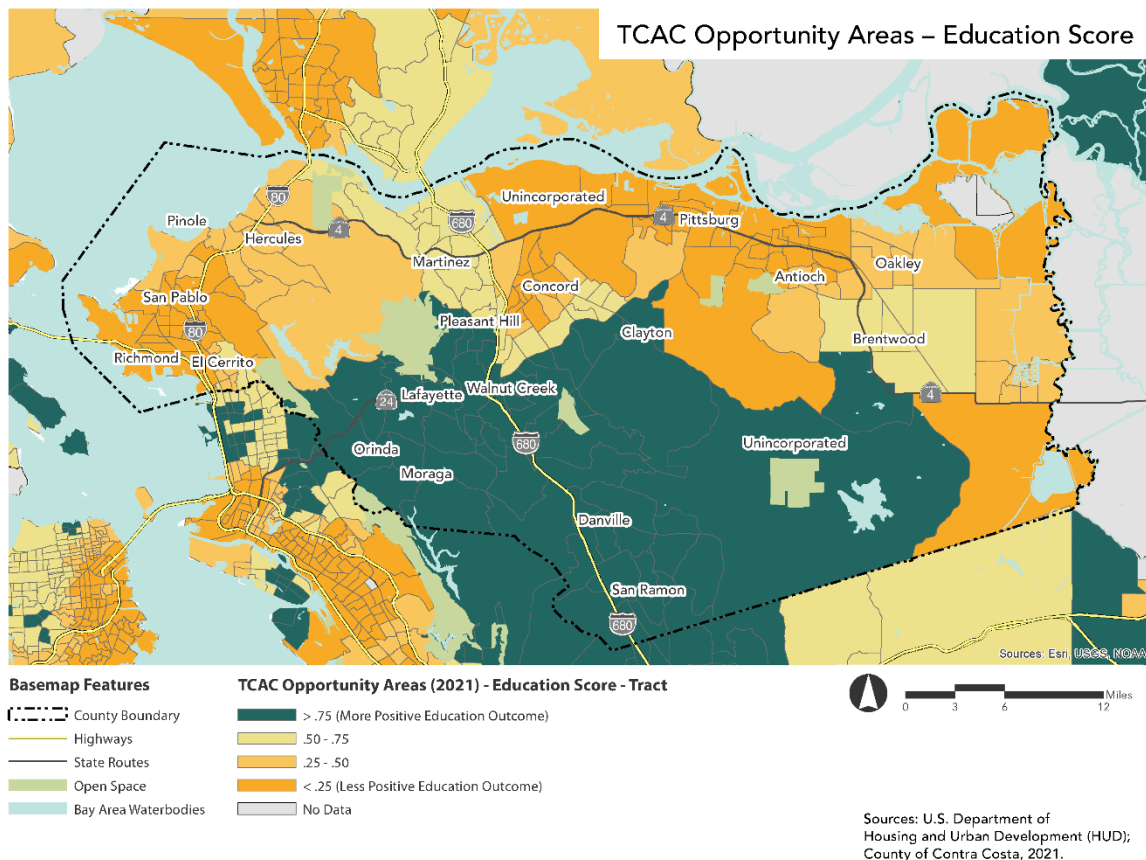 TCAC Opportunity Areas – Education Score
80
Unincorporated
Pinole
680
4
Pittsburg
4
Hercules
Martinez
Oakley
Antioch
Concord
San Pablo
80
Pleasant Hill
Clayton
Brentwood
Richmond
El Cerrito
Walnut Creek
Lafayette
24
4
680
Unincorporated
Orinda
Moraga
Danville
San Ramon
680
Sources: Esri, USGS, NOAA
Basemap Features
County Boundary
Highways
State Routes
Open Space
Bay Area Waterbodies
TCAC Opportunity Areas (2021) - Education Score - Tract
> .75 (More Positive Education Outcome)
.50 - .75
.25 - .50
< .25 (Less Positive Education Outcome)
No Data
Miles
0 3 6 12
Sources: U.S. Department of
Housing and Urban Development (HUD);
County of Contra Costa, 2021.